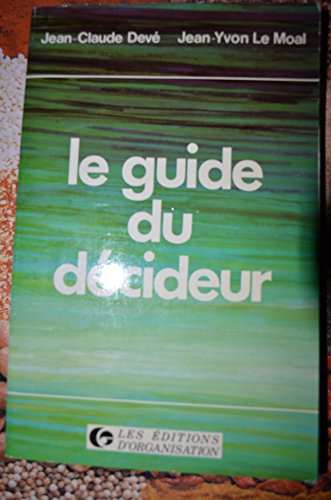 Jean-Claude Devé Jean-Yvon Le Moal
le guide
du
décideur
LES ÉDITIONS
D'ORGANISATION